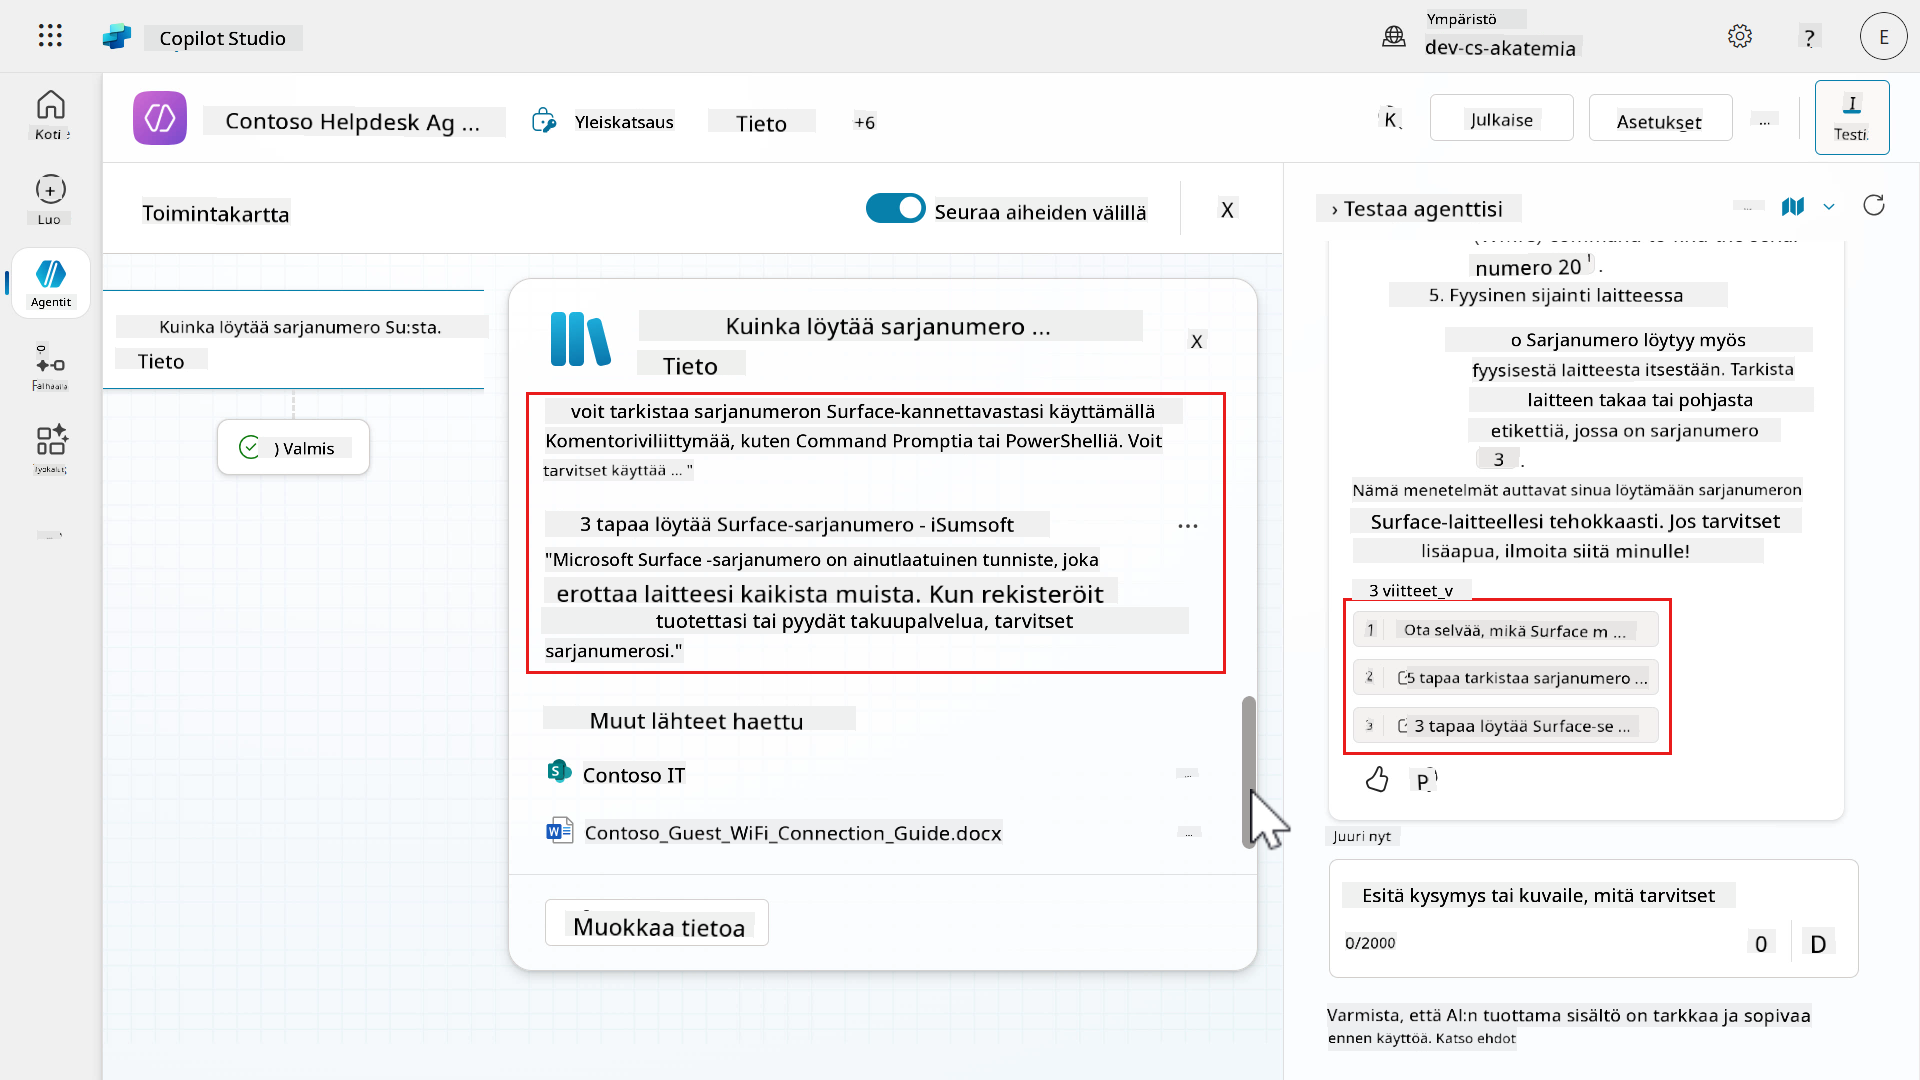 Copilot Studio
Ympäristö
dev-cs-akatemia
?
E
Koti
Luo
Agentit
Contoso Helpdesk Ag ...
Yleiskatsaus
Tieto
+6
K
Julkaise
Asetukset
...
I
Testi.
Toimintakartta
Seuraa aiheiden välillä
X
Kuinka löytää sarjanumero Su:sta.
Tieto
) Valmis
Kuinka löytää sarjanumero ...
Tieto
X
voit tarkistaa sarjanumeron Surface-kannettavastasi käyttämällä
Komentoriviliittymää, kuten Command Promptia tai PowerShelliä. Voit
tarvitset käyttää ... "
3 tapaa löytää Surface-sarjanumero - iSumsoft
...
"Microsoft Surface -sarjanumero on ainutlaatuinen tunniste, joka
erottaa laitteesi kaikista muista. Kun rekisteröit
tuotettasi tai pyydät takuupalvelua, tarvitset
sarjanumerosi."
Muut lähteet haettu
Contoso IT
...
Contoso_Guest_WiFi_Connection_Guide.docx
...
Muokkaa tietoa
› Testaa agenttisi
...
numero 20 .
5. Fyysinen sijainti laitteessa
o Sarjanumero löytyy myös
fyysisestä laitteesta itsestään. Tarkista
laitteen takaa tai pohjasta
etikettiä, jossa on sarjanumero
3 .
Nämä menetelmät auttavat sinua löytämään sarjanumeron
Surface-laitteellesi tehokkaasti. Jos tarvitset
lisäapua, ilmoita siitä minulle!
3 viitteet_v
1 Ota selvää, mikä Surface m ...
2 5 tapaa tarkistaa sarjanumero ...
3 3 tapaa löytää Surface-se ...
P
Juuri nyt
Esitä kysymys tai kuvaile, mitä tarvitset
0/2000
0
D
Varmista, että AI:n tuottama sisältö on tarkkaa ja sopivaa
ennen käyttöä. Katso ehdot